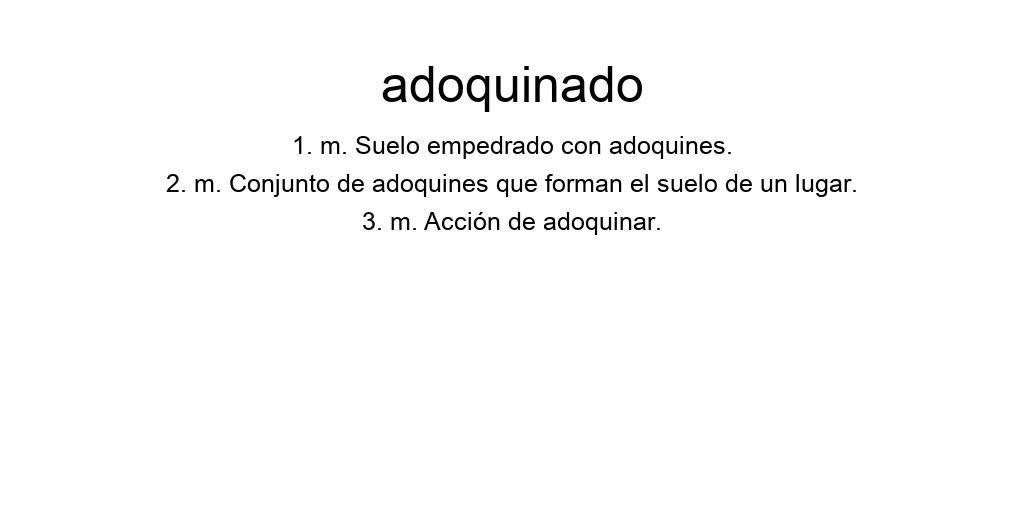 adoquinado
1. m. Suelo empedrado con adoquines.
2. m. Conjunto de adoquines que forman el suelo de un lugar.
3. m. Acción de adoquinar.